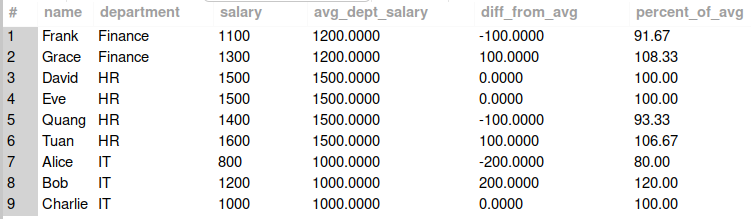 # name department salary avg_dept_salary diff_from_avg percent_of_avg
1 Frank Finance 1100 1200.0000 -100.0000 91.67
2 Grace Finance 1300 1200.0000 100.0000 108.33
3 David HR 1500 1500.0000 0.0000 100.00
4 Eve HR 1500 1500.0000 0.0000 100.00
5 Quang HR 1400 1500.0000 -100.0000 93.33
6 Tuan HR 1600 1500.0000 100.0000 106.67
7 Alice IT 800 1000.0000 -200.0000 80.00
8 Bob IT 1200 1000.0000 200.0000 120.00
9 Charlie IT 1000 1000.0000 0.0000 100.00